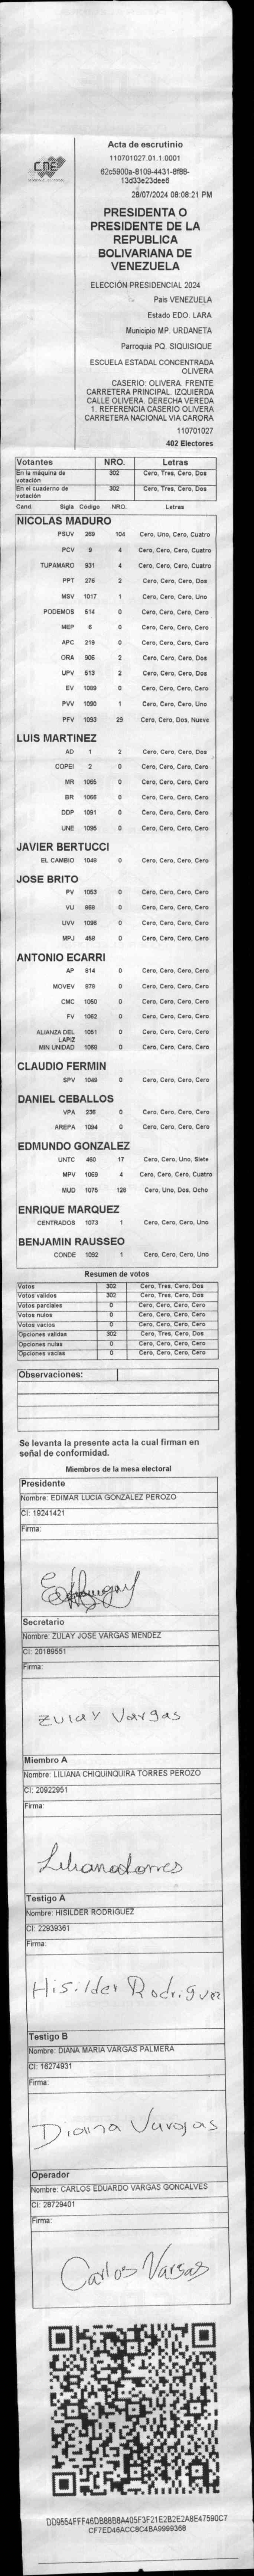 CNE
Acta de escrutinio
110701027.01.1.0001
62c5900a-8109-4431-8f88-
13d33e23dee6
28/07/2024 08:08:21 PM
PRESIDENTA O
PRESIDENTE DE LA
REPUBLICA
BOLIVARIANA DE
VENEZUELA
ELECCIÓN PRESIDENCIAL 2024
País VENEZUELA
Estado EDO. LARA
Municipio MP. URDANETA
Parroquia PQ. SIQUISIQUE
ESCUELA ESTADAL CONCENTRADA
OLIVERA
CASERIO: OLIVERA. FRENTE
CARRETERA PRINCIPAL. IZQUIERDA
CALLE OLIVERA. DERECHA VEREDA
1. REFERENCIA CASERIO OLIVERA
CARRETERA NACIONAL VIA CARORA
110701027
402 Electores
Votantes NRO. Letras
En la máquina de votación 302 Cero, Tres, Cero, Dos
En el cuaderno de votación 302 Cero, Tres, Cero, Dos
Cand. Sigla Código NRO. Letras
NICOLAS MADURO
PSUV 269 104 Cero, Uno, Cero, Cuatro
PCV 9 4 Cero, Cero, Cero, Cuatro
TUPAMARO 931 4 Cero, Cero, Cero, Cuatro
PPT 276 2 Cero, Cero, Cero, Dos
MSV 1017 1 Cero, Cero, Cero, Uno
PODEMOS 514 0 Cero, Cero, Cero, Cero
MEP 6 0 Cero, Cero, Cero, Cero
APC 219 0 Cero, Cero, Cero, Cero
ORA 906 2 Cero, Cero, Cero, Dos
UPV 513 2 Cero, Cero, Cero, Dos
EV 1089 0 Cero, Cero, Cero, Cero
PVV 1090 1 Cero, Cero, Cero, Uno
PFV 1093 29 Cero, Cero, Dos, Nueve
LUIS MARTINEZ
AD 1 2 Cero, Cero, Cero, Dos
COPEI 2 0 Cero, Cero, Cero, Cero
MR 1065 0 Cero, Cero, Cero, Cero
BR 1066 0 Cero, Cero, Cero, Cero
DDP 1091 0 Cero, Cero, Cero, Cero
UNE 1095 0 Cero, Cero, Cero, Cero
JAVIER BERTUCCI
EL CAMBIO 1048 0 Cero, Cero, Cero, Cero
JOSE BRITO
PV 1053 0 Cero, Cero, Cero, Cero
VU 868 0 Cero, Cero, Cero, Cero
UVV 1096 0 Cero, Cero, Cero, Cero
MPJ 458 0 Cero, Cero, Cero, Cero
ANTONIO ECARRI
AP 814 0 Cero, Cero, Cero, Cero
MOVEV 678 0 Cero, Cero, Cero, Cero
CMC 1050 0 Cero, Cero, Cero, Cero
FV 1062 0 Cero, Cero, Cero, Cero
ALIANZA DEL LAPIZ 1051 0 Cero, Cero, Cero, Cero
MIN UNIDAD 1068 0 Cero, Cero, Cero, Cero
CLAUDIO FERMIN
SPV 1049 0 Cero, Cero, Cero, Cero
DANIEL CEBALLOS
VPA 236 0 Cero, Cero, Cero, Cero
AREPA 1094 0 Cero, Cero, Cero, Cero
EDMUNDO GONZALEZ
UNTC 460 17 Cero, Cero, Uno, Siete
MPV 1069 4 Cero, Cero, Cero, Cuatro
MUD 1075 128 Cero, Uno, Dos, Ocho
ENRIQUE MARQUEZ
CENTRADOS 1073 1 Cero, Cero, Cero, Uno
BENJAMIN RAUSSEO
CONDE 1092 1 Cero, Cero, Cero, Uno
Resumen de votos
Votos 302 Cero, Tres, Cero, Dos
Votos validos 302 Cero, Tres, Cero, Dos
Votos parciales 0 Cero, Cero, Cero, Cero
Votos nulos 0 Cero, Cero, Cero, Cero
Votos vacios 0 Cero, Cero, Cero, Cero
Opciones validas 302 Cero, Tres, Cero, Dos
Opciones nulas 0 Cero, Cero, Cero, Cero
Opciones vacias 0 Cero, Cero, Cero, Cero
Observaciones:
Se levanta la presente acta la cual firman en
señal de conformidad.
Miembros de la mesa electoral
Presidente
Nombre: EDIMAR LUCIA GONZALEZ PEROZO
CI: 19241421
Firma:
Secretario
Nombre: ZULAY JOSE VARGAS MENDEZ
CI: 20189551
Firma:
Zulay Vargas
Miembro A
Nombre: LILIANA CHIQUINQUIRA TORRES PEROZO
CI: 20922951
Firma:
Lilianatorres
Testigo A
Nombre: HISILDER RODRIGUEZ
CI: 22939361
Firma:
Hisilder Rodriguez
Testigo B
Nombre: DIANA MARIA VARGAS PALMERA
CI: 16274931
Firma:
Diana Vargas
Operador
Nombre: CARLOS EDUARDO VARGAS GONCALVES
CI: 28729401
Firma:
Carlos Vargas
DD9554FFF46DB88B8A405F3F21E2B2E2A8E47590C7
CF7ED46ACC8C4BA9999368